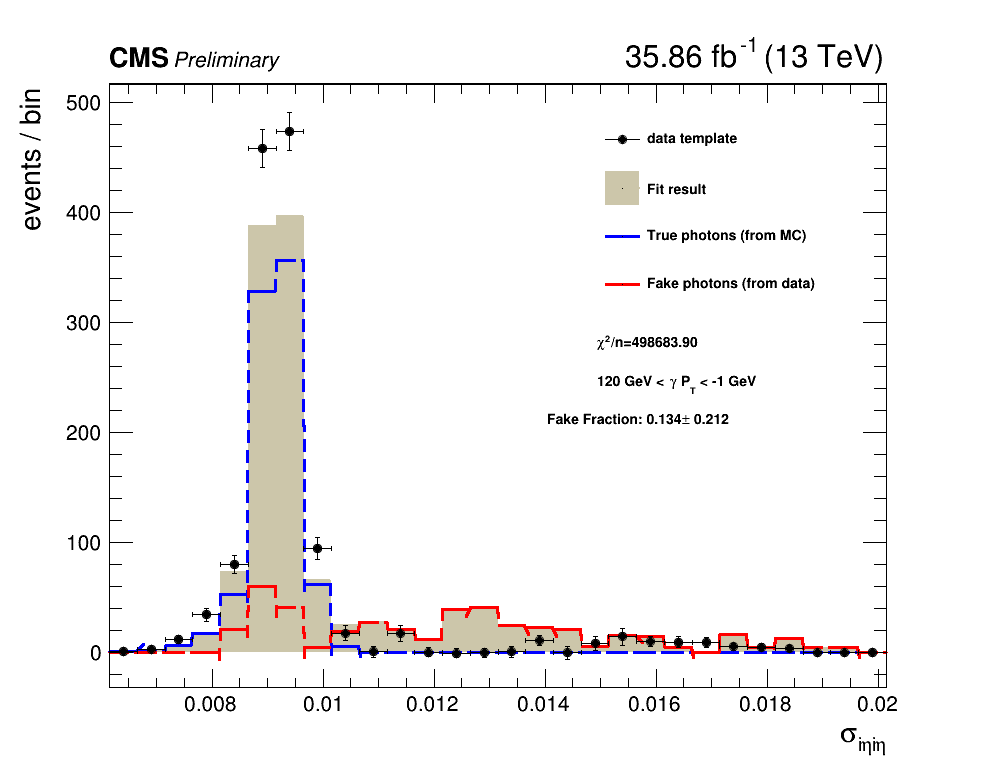 CMS Preliminary
35.86 fb⁻¹ (13 TeV)
events / bin
500
400
300
200
100
0
data template
Fit result
True photons (from MC)
Fake photons (from data)
χ²/n=498683.90
120 GeV < γ P_T < -1 GeV
Fake Fraction: 0.134± 0.212
0.008 0.01 0.012 0.014 0.016 0.018 0.02
σ_iηiη